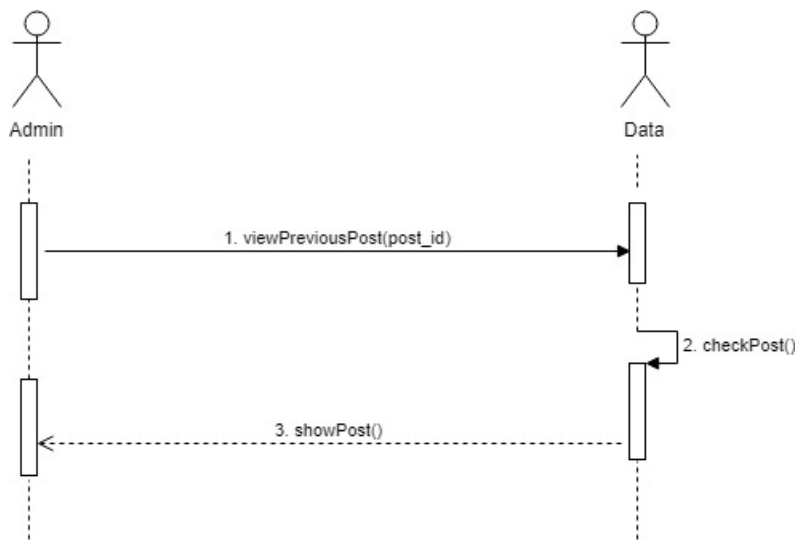 Admin
Data
1. viewPreviousPost(post_id)
2. checkPost()
3. showPost()